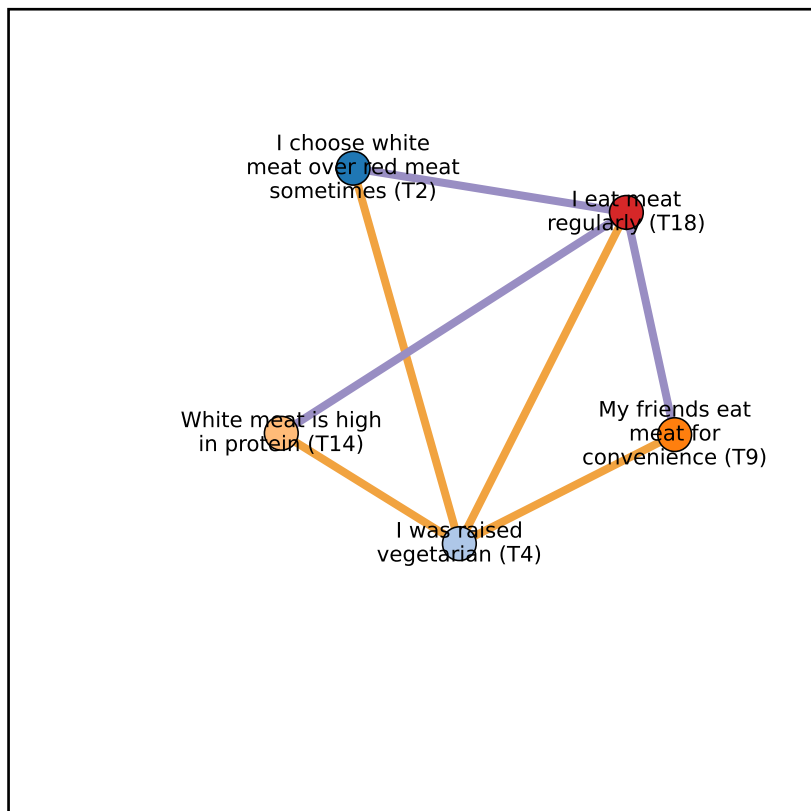 I choose white
meat over red meat
sometimes (T2)
I eat meat
regularly (T18)
White meat is high
in protein (T14)
My friends eat
meat for
convenience (T9)
I was raised
vegetarian (T4)